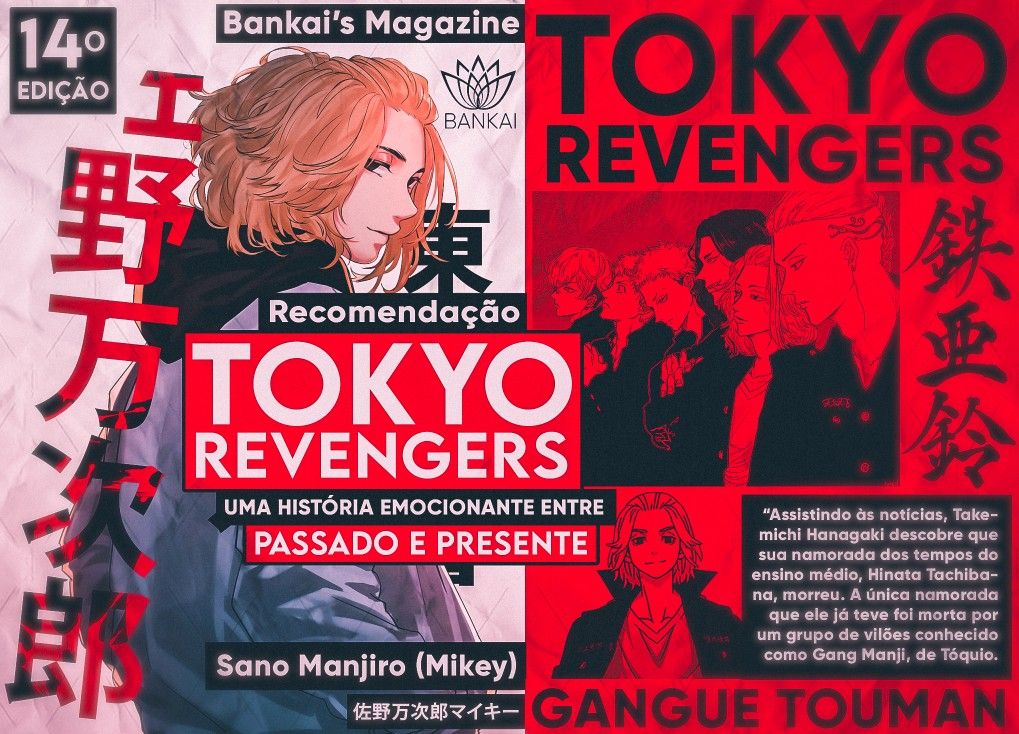 14º
EDIÇÃO
Bankai's Magazine
BANKAI
エ野万次郎
東
Recomendação
TOKYO
REVENGERS
UMA HISTÓRIA EMOCIONANTE ENTRE
PASSADO E PRESENTE
Sano Manjiro (Mikey)
佐野万次郎マイキー
TOKYO
REVENGERS
鉄亜鈴
“Assistindo às notícias, Take-
michi Hanagaki descobre que
sua namorada dos tempos do
ensino médio, Hinata Tachiba-
na, morreu. A única namorada
que ele já teve foi morta por
um grupo de vilões conhecido
como Gang Manji, de Tóquio.
GANGUE TOUMAN